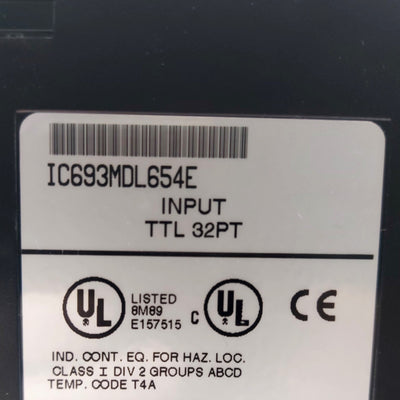 IC693MDL654E
INPUT
TTL 32PT
UL LISTED 8M89 E157515 C UL CE
IND. CONT. EQ. FOR HAZ. LOC.
CLASS I DIV 2 GROUPS ABCD
TEMP. CODE T4A